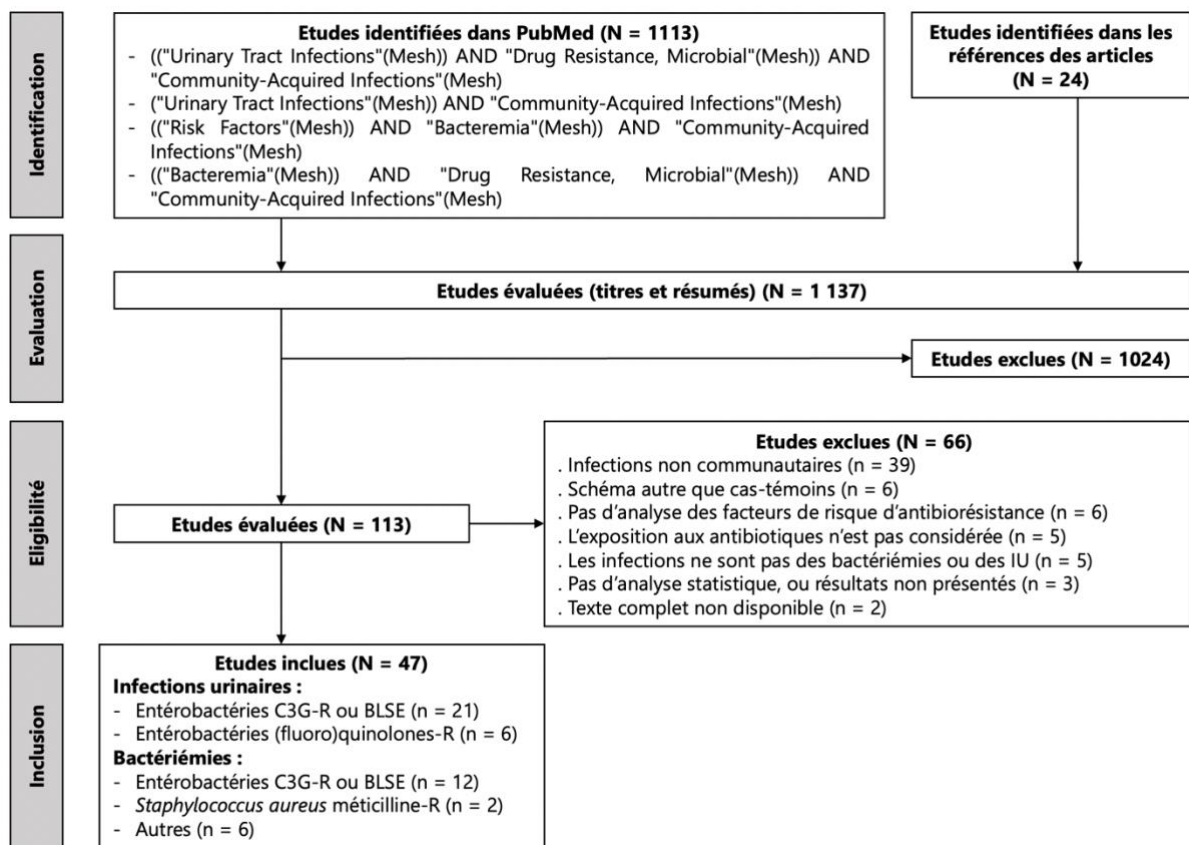 Identification
Etudes identifiées dans PubMed (N = 1113)
- (("Urinary Tract Infections"(Mesh)) AND "Drug Resistance, Microbial"(Mesh)) AND
"Community-Acquired Infections"(Mesh)
- ("Urinary Tract Infections"(Mesh)) AND "Community-Acquired Infections"(Mesh)
- (("Risk Factors"(Mesh)) AND "Bacteremia"(Mesh)) AND "Community-Acquired
Infections"(Mesh)
- (("Bacteremia"(Mesh)) AND "Drug Resistance, Microbial"(Mesh)) AND
"Community-Acquired Infections"(Mesh)
Etudes identifiées dans les
références des articles
(N = 24)
Evaluation
Etudes évaluées (titres et résumés) (N = 1 137)
Etudes exclues (N = 1024)
Eligibilité
Etudes évaluées (N = 113)
Etudes exclues (N = 66)
. Infections non communautaires (n = 39)
. Schéma autre que cas-témoins (n = 6)
. Pas d'analyse des facteurs de risque d'antibiorésistance (n = 6)
. L'exposition aux antibiotiques n'est pas considérée (n = 5)
. Les infections ne sont pas des bactériémies ou des IU (n = 5)
. Pas d'analyse statistique, ou résultats non présentés (n = 3)
. Texte complet non disponible (n = 2)
Inclusion
Etudes inclues (N = 47)
Infections urinaires :
- Entérobactéries C3G-R ou BLSE (n = 21)
- Entérobactéries (fluoro)quinolones-R (n = 6)
Bactériémies :
- Entérobactéries C3G-R ou BLSE (n = 12)
- Staphylococcus aureus méticilline-R (n = 2)
- Autres (n = 6)